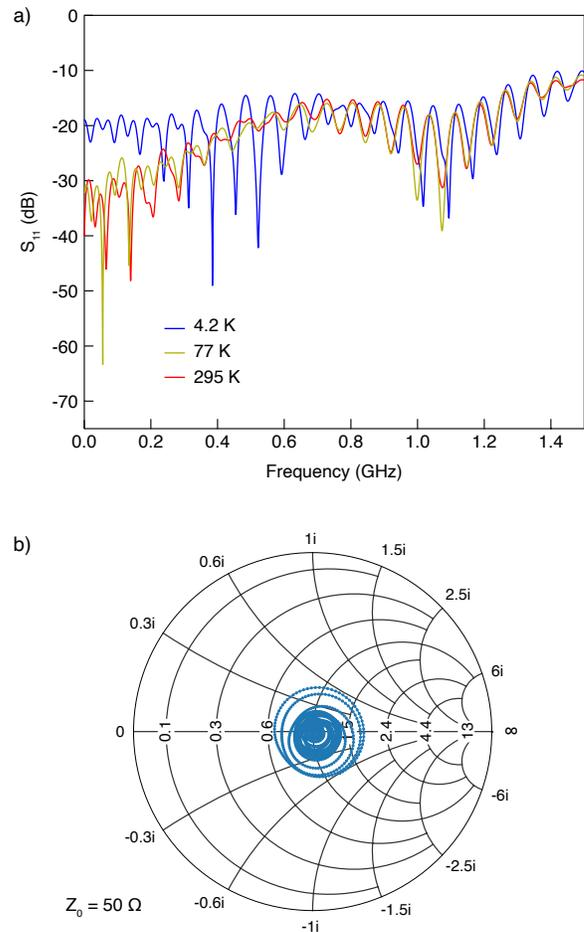 a)
0
-10
-20
-30
-40
-50
-60
-70
S11 (dB)
4.2 K
77 K
295 K
0.0 0.2 0.4 0.6 0.8 1.0 1.2 1.4
Frequency (GHz)
b)
1i
0.6i 1.5i
2.5i
0.3i
6i
0 0.1 0.3 0.6 2.4 4.4 13 ∞
-6i
-0.3i
-2.5i
-0.6i -1.5i
-1i
Z0 = 50 Ω